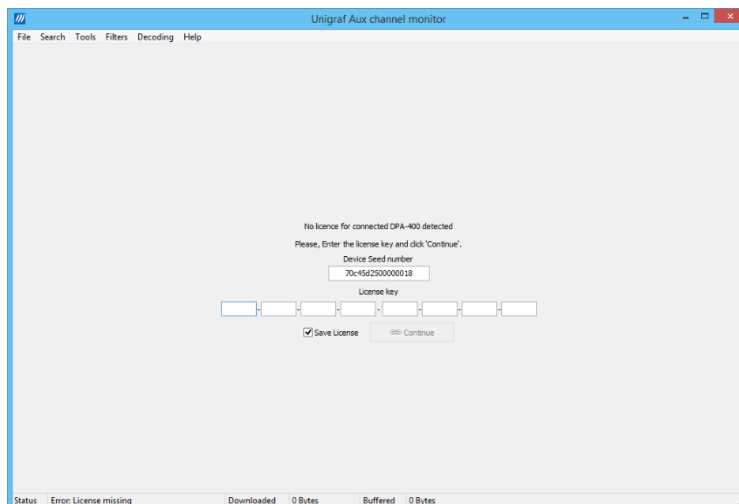 Unigraf Aux channel monitor
File Search Tools Filters Decoding Help
No licence for connected DPA-400 detected
Please, Enter the license key and click 'Continue'.
Device Seed number
70c45d2500000018
License key
- - - - - - -
Save License Continue
Status Error: License missing Downloaded 0 Bytes Buffered 0 Bytes